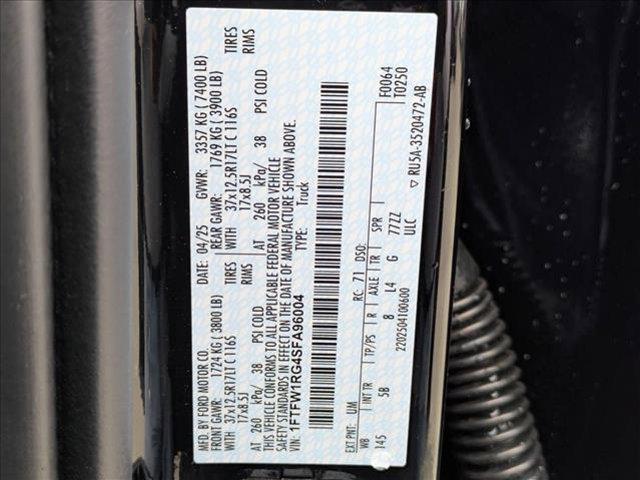 MFD. BY FORD MOTOR CO.
DATE: 04/25 GVWR: 3357 KG ( 7400 LB)
FRONT GAWR: 1724 KG ( 3800 LB) REAR GAWR: 1769 KG ( 3900 LB)
WITH 37x12.5R17LT C 116S TIRES WITH 37x12.5R17LT C 116S TIRES
17x8.5J RIMS 17x8.5J RIMS
AT 260 kPa/ 38 PSI COLD AT 260 kPa/ 38 PSI COLD
THIS VEHICLE CONFORMS TO ALL APPLICABLE FEDERAL MOTOR VEHICLE
SAFETY STANDARDS IN EFFECT ON THE DATE OF MANUFACTURE SHOWN ABOVE.
VIN: 1FTFW1RG4SFA96004 TYPE: Truck
F0064
T0250
EXT PNT: UM RC: 71 DSO:
WB INT TR TP/PS R AXLE TR SPR
145 5B 8 L4 G 77ZZ
2202504100600 ULC
▽ RU5A-3520472-AB